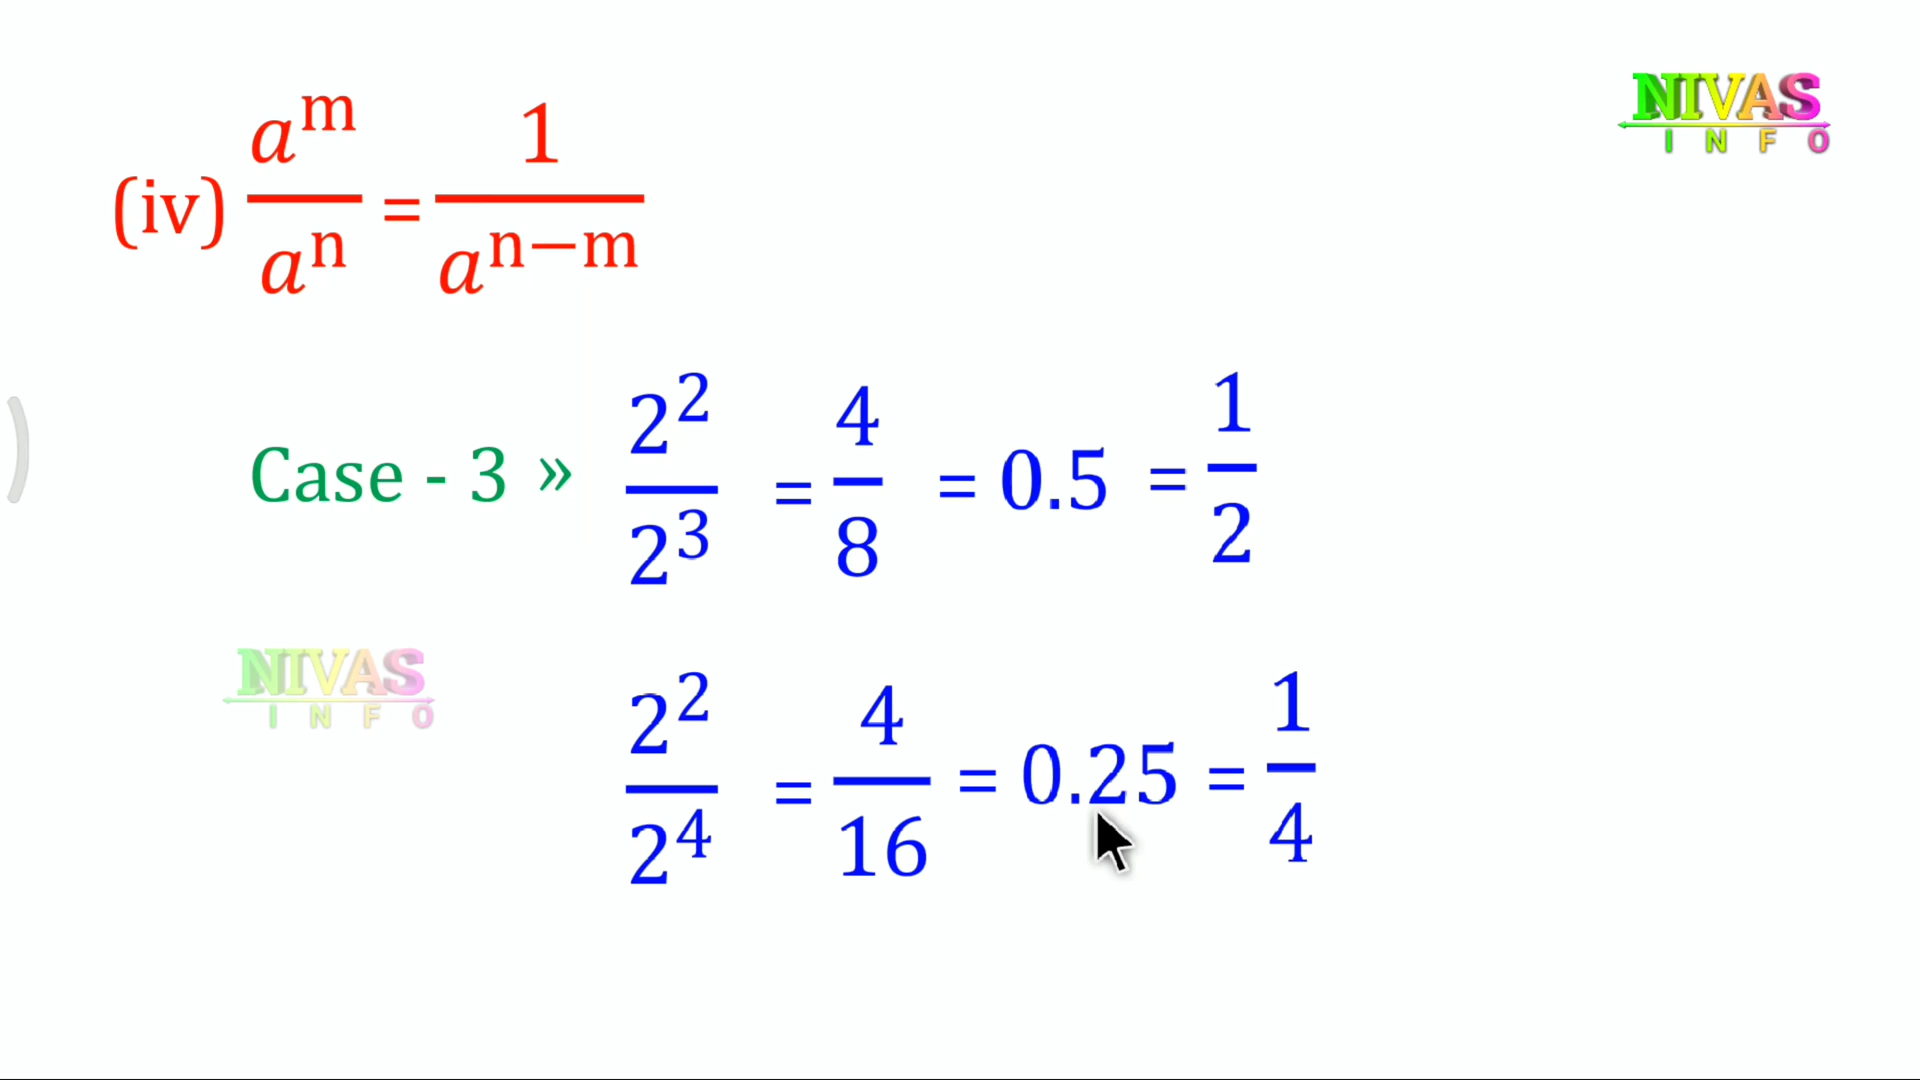 NIVAS
INFO
(iv) a^m / a^n = 1 / a^(n−m)
Case - 3 » 2^2 / 2^3 = 4 / 8 = 0.5 = 1 / 2
NIVAS
INFO
2^2 / 2^4 = 4 / 16 = 0.25 = 1 / 4